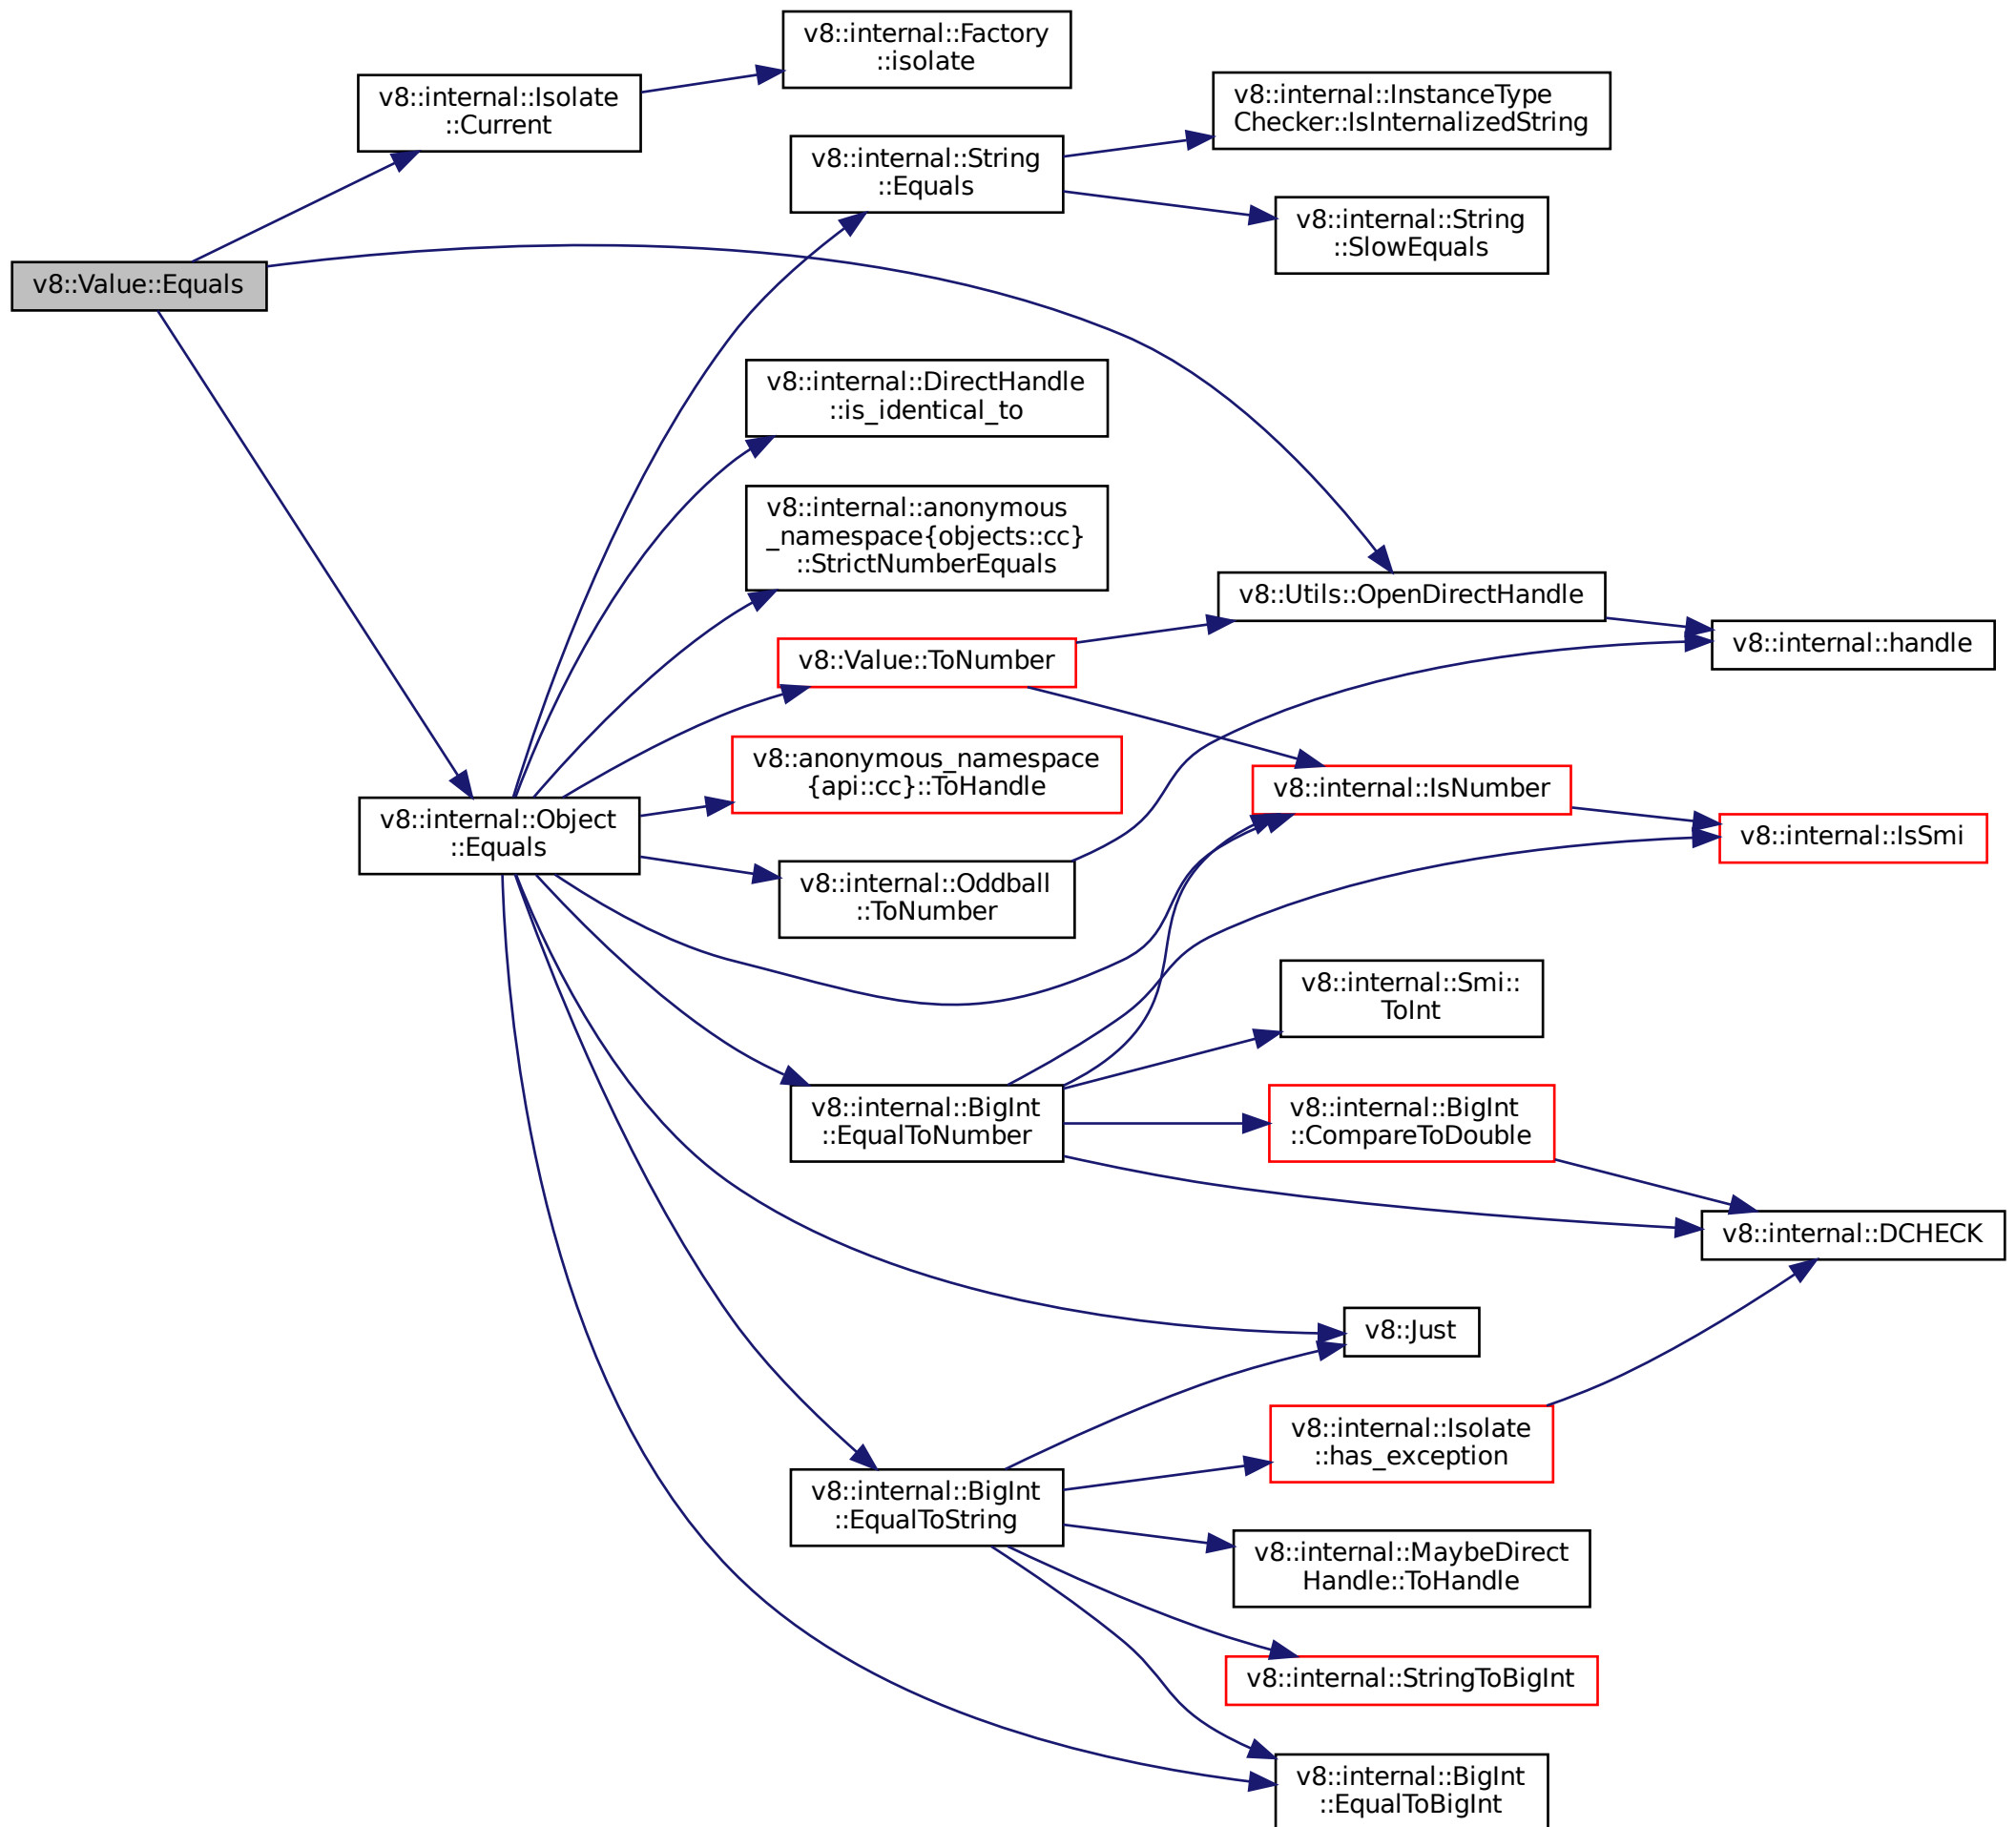 v8::internal::Factory
::isolate
v8::internal::Isolate
::Current
v8::internal::InstanceType
Checker::IsInternalizedString
v8::internal::String
::Equals
v8::internal::String
::SlowEquals
v8::Value::Equals
v8::internal::DirectHandle
::is_identical_to
v8::internal::anonymous
_namespace{objects::cc}
::StrictNumberEquals
v8::Utils::OpenDirectHandle
v8::internal::handle
v8::Value::ToNumber
v8::anonymous_namespace
{api::cc}::ToHandle
v8::internal::IsNumber
v8::internal::Object
::Equals
v8::internal::IsSmi
v8::internal::Oddball
::ToNumber
v8::internal::Smi::
ToInt
v8::internal::BigInt
::EqualToNumber
v8::internal::BigInt
::CompareToDouble
v8::internal::DCHECK
v8::Just
v8::internal::Isolate
::has_exception
v8::internal::BigInt
::EqualToString
v8::internal::MaybeDirect
Handle::ToHandle
v8::internal::StringToBigInt
v8::internal::BigInt
::EqualToBigInt